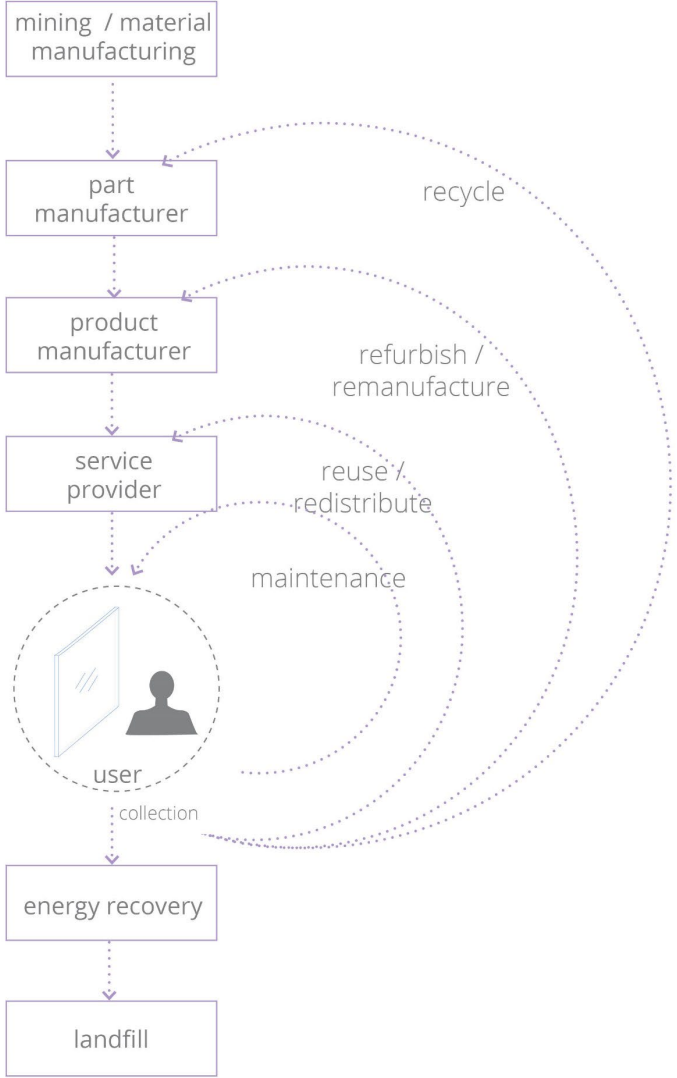 mining / material
manufacturing
part
manufacturer
recycle
product
manufacturer
refurbish /
remanufacture
service
provider
reuse /
redistribute
maintenance
user
collection
energy recovery
landfill